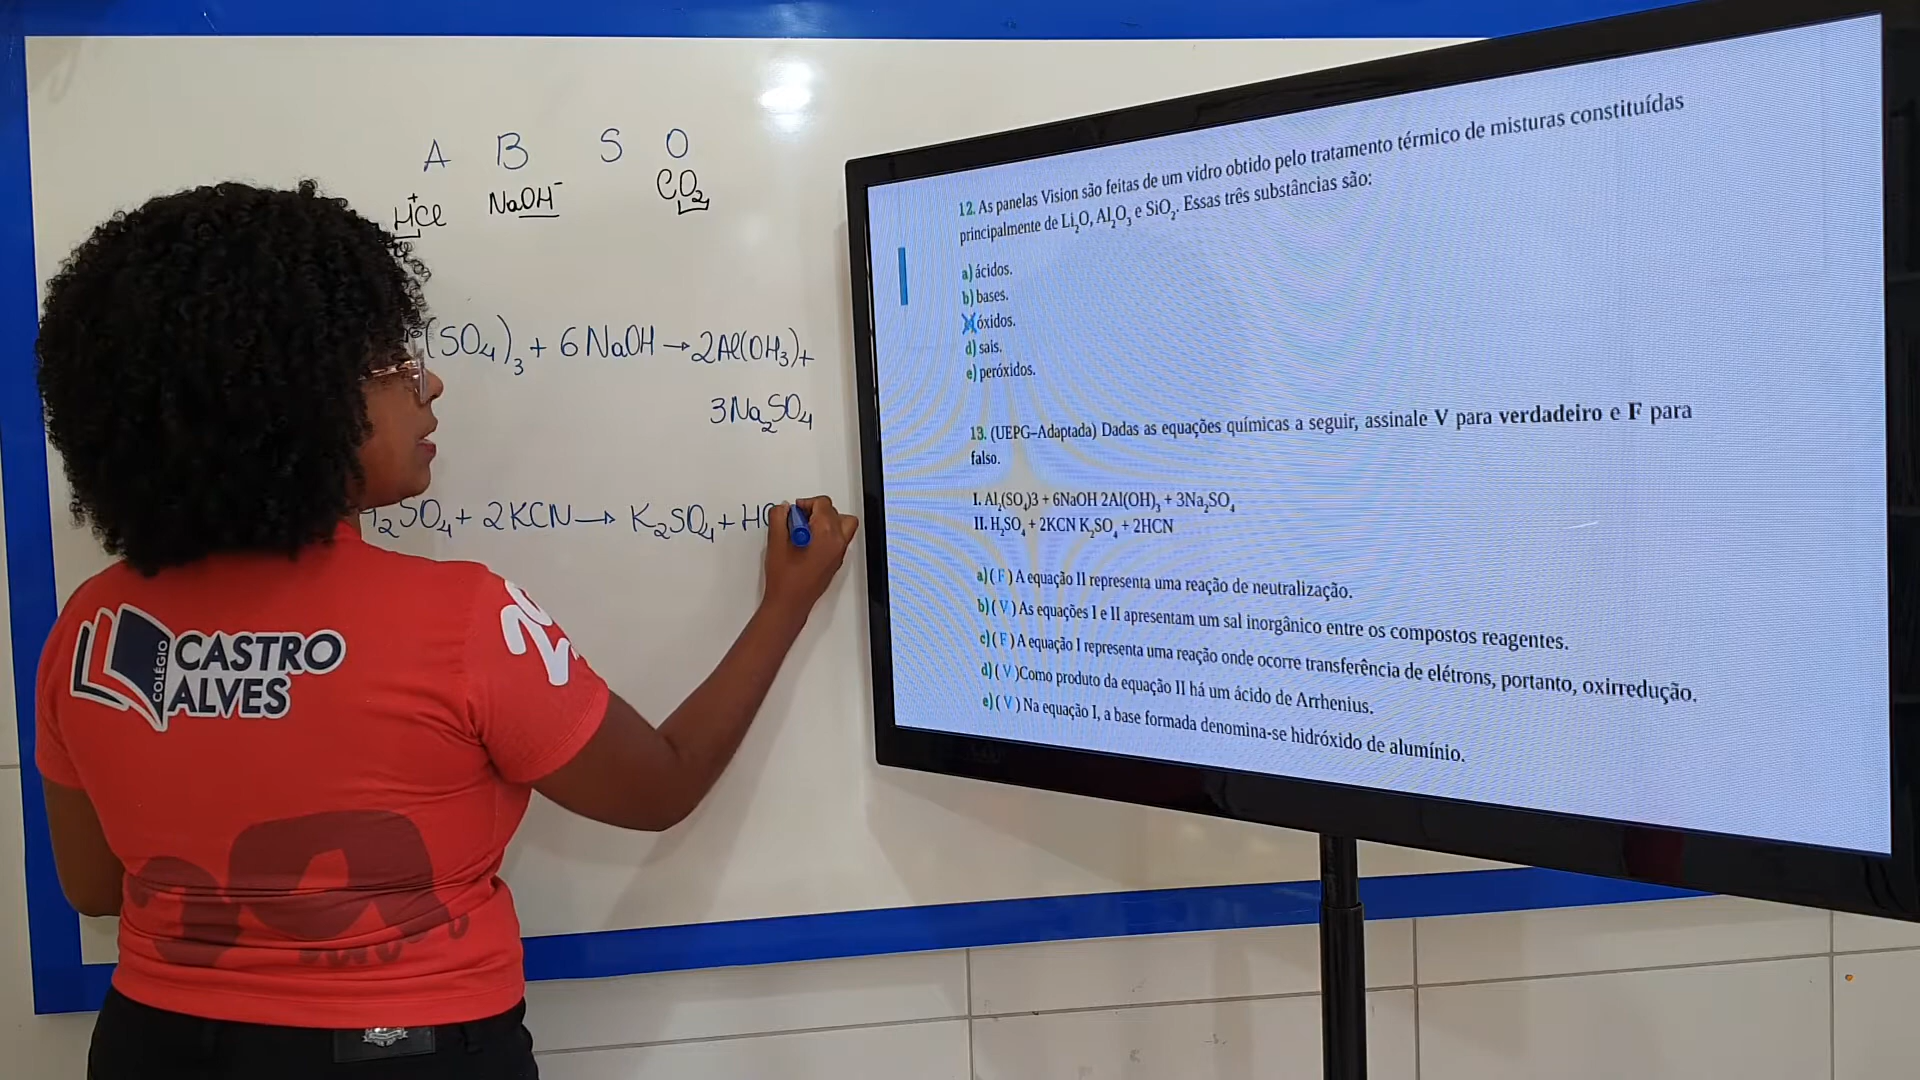 A B S O
H⁺Cl NaOH⁻ CO₂
(SO₄)₃ + 6NaOH → 2Al(OH₃)+
3Na₂SO₄
H₂SO₄ + 2KCN → K₂SO₄ + HC
COLÉGIO
CASTRO
ALVES
12. As panelas Vision são feitas de um vidro obtido pelo tratamento térmico de misturas constituídas
principalmente de Li₂O, Al₂O₃ e SiO₂. Essas três substâncias são:
a) ácidos.
b) bases.
X óxidos.
d) sais.
e) peróxidos.
13. (UEPG-Adaptada) Dadas as equações químicas a seguir, assinale V para verdadeiro e F para
falso.
I. Al₂(SO₄)3 + 6NaOH 2Al(OH)₃ + 3Na₂SO₄
II. H₂SO₄ + 2KCN K₂SO₄ + 2HCN
a) ( F ) A equação II representa uma reação de neutralização.
b) ( V ) As equações I e II apresentam um sal inorgânico entre os compostos reagentes.
c) ( F ) A equação I representa uma reação onde ocorre transferência de elétrons, portanto, oxirredução.
d) ( V )Como produto da equação II há um ácido de Arrhenius.
e) ( V ) Na equação I, a base formada denomina-se hidróxido de alumínio.